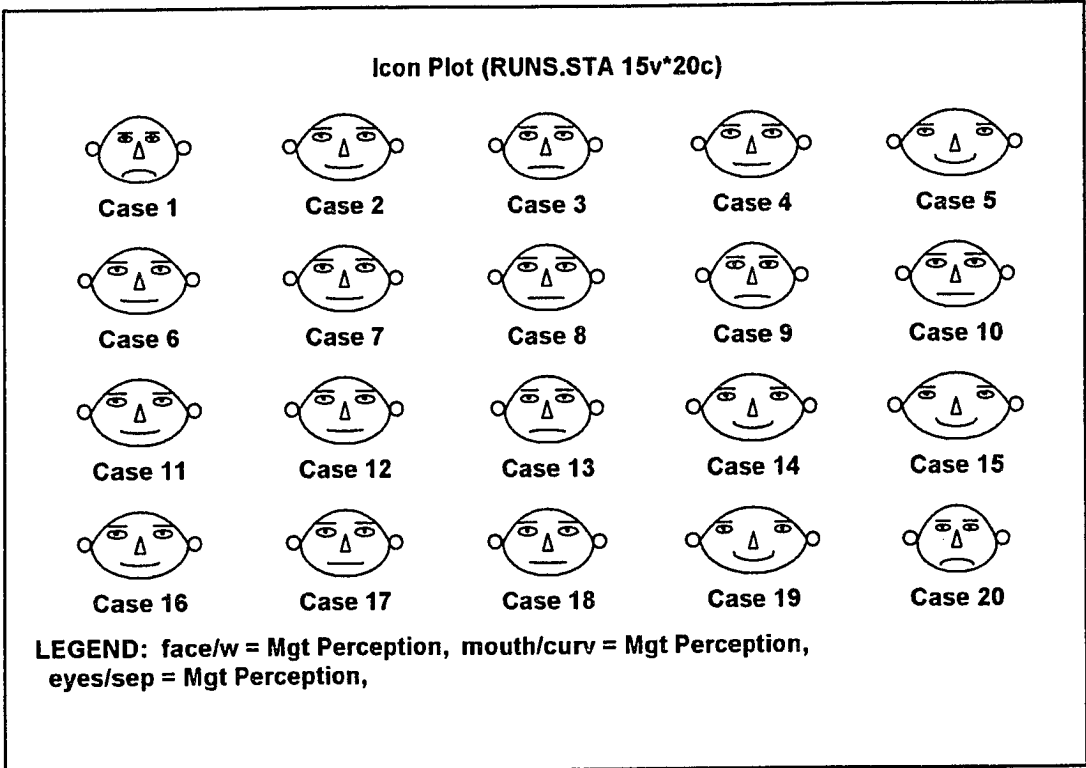 Icon Plot (RUNS.STA 15v*20c)
Case 1 Case 2 Case 3 Case 4 Case 5
Case 6 Case 7 Case 8 Case 9 Case 10
Case 11 Case 12 Case 13 Case 14 Case 15
Case 16 Case 17 Case 18 Case 19 Case 20
LEGEND: face/w = Mgt Perception, mouth/curv = Mgt Perception,
eyes/sep = Mgt Perception,